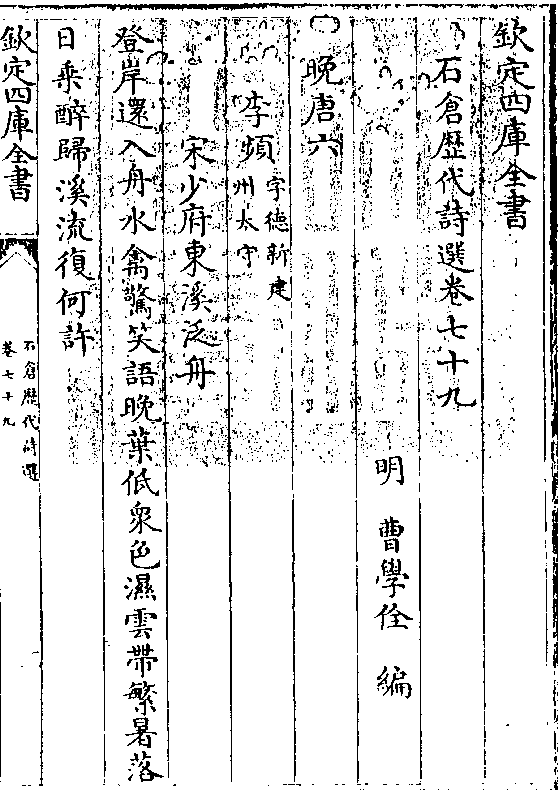 欽定四庫全書
石倉歴代詩選卷七十九
明 曹學佺 編
晚唐六
李頻
字德新建
州太守
宋少府東溪泛舟
登岸還入舟水禽驚笑語晚葉低衆色濕雲帶繁暑落
日乗醉歸溪流復何許
欽定四庫全書
石倉歴代詩選
卷七十九